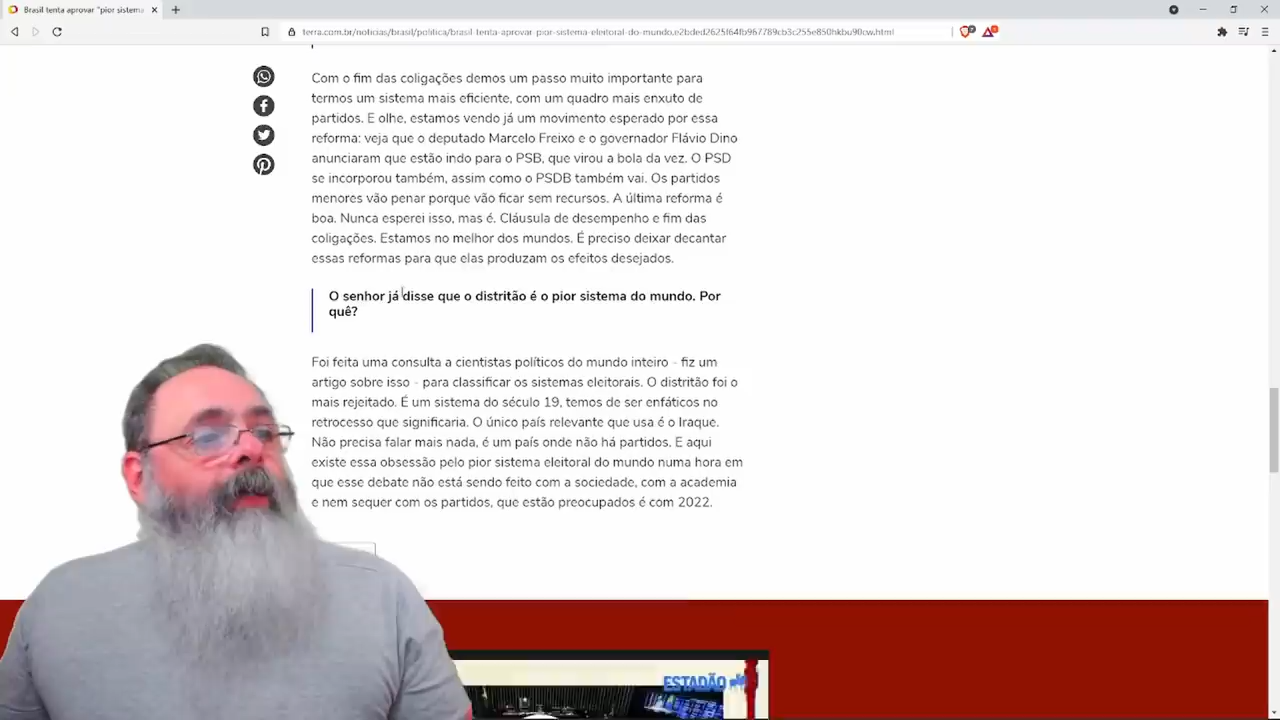 Brasil tenta aprovar "pior sistema
terra.com.br/noticias/brasil/politica/brasil-tenta-aprovar-pior-sistema-eleitoral-do-mundo,e2bded2625f64fb967789cb3c255e850hkbu90cw.html
Com o fim das coligações demos um passo muito importante para
termos um sistema mais eficiente, com um quadro mais enxuto de
partidos. E olhe, estamos vendo já um movimento esperado por essa
reforma: veja que o deputado Marcelo Freixo e o governador Flávio Dino
anunciaram que estão indo para o PSB, que virou a bola da vez. O PSD
se incorporou também, assim como o PSDB também vai. Os partidos
menores vão penar porque vão ficar sem recursos. A última reforma é
boa. Nunca esperei isso, mas é. Cláusula de desempenho e fim das
coligações. Estamos no melhor dos mundos. É preciso deixar decantar
essas reformas para que elas produzam os efeitos desejados.
O senhor já disse que o distritão é o pior sistema do mundo. Por
quê?
Foi feita uma consulta a cientistas políticos do mundo inteiro - fiz um
artigo sobre isso - para classificar os sistemas eleitorais. O distritão foi o
mais rejeitado. É um sistema do século 19, temos de ser enfáticos no
retrocesso que significaria. O único país relevante que usa é o Iraque.
Não precisa falar mais nada, é um país onde não há partidos. E aqui
existe essa obsessão pelo pior sistema eleitoral do mundo numa hora em
que esse debate não está sendo feito com a sociedade, com a academia
e nem sequer com os partidos, que estão preocupados é com 2022.
ESTADÃO